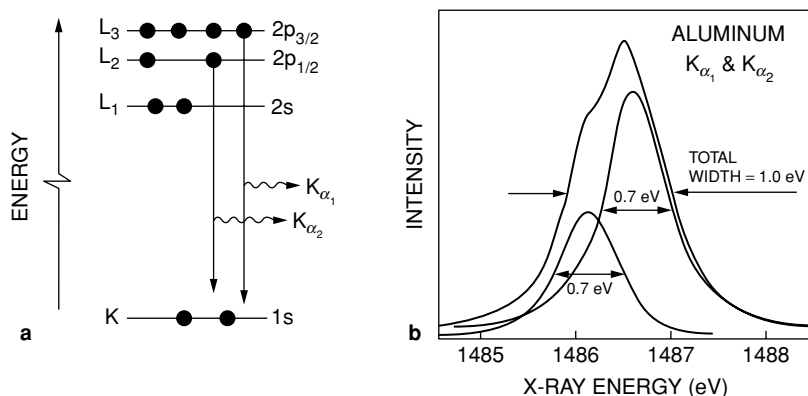 L3
2p3/2
L2
2p1/2
L1
2s
ENERGY
Kα1
Kα2
K
1s
a
ALUMINUM
Kα1 & Kα2
INTENSITY
TOTAL
WIDTH = 1.0 eV
0.7 eV
0.7 eV
b
1485 1486 1487 1488
X-RAY ENERGY (eV)